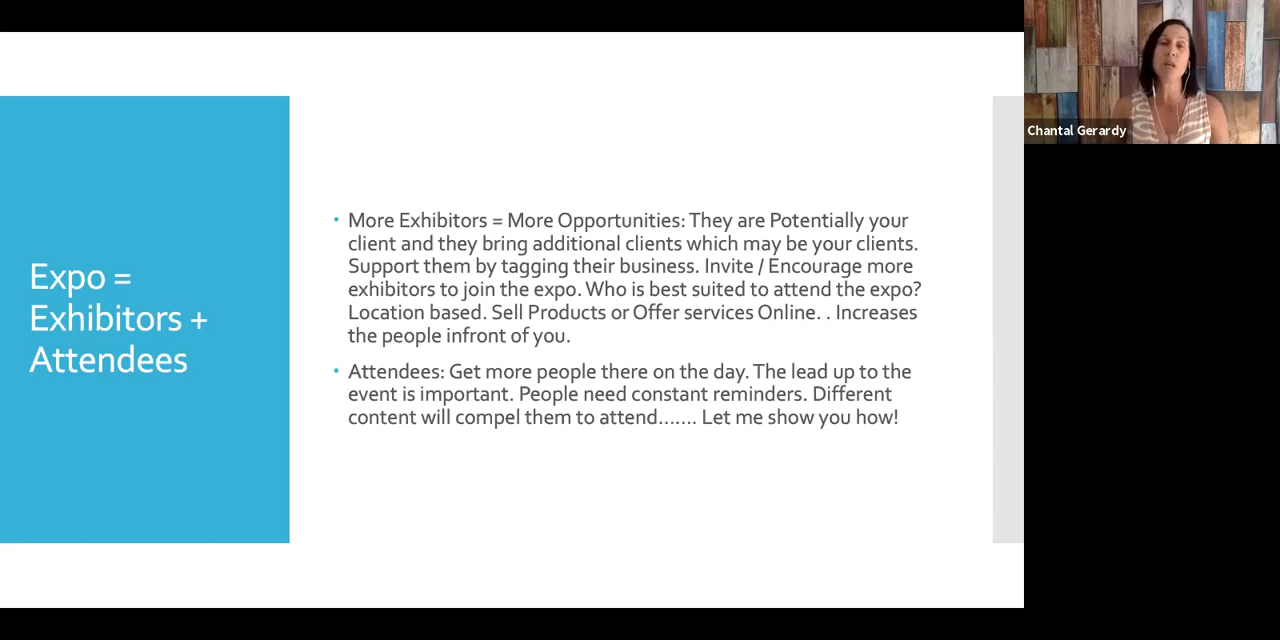 Expo =
Exhibitors +
Attendees
• More Exhibitors = More Opportunities: They are Potentially your
client and they bring additional clients which may be your clients.
Support them by tagging their business. Invite / Encourage more
exhibitors to join the expo. Who is best suited to attend the expo?
Location based. Sell Products or Offer services Online. . Increases
the people infront of you.
• Attendees: Get more people there on the day. The lead up to the
event is important. People need constant reminders. Different
content will compel them to attend....... Let me show you how!
Chantal Gerardy